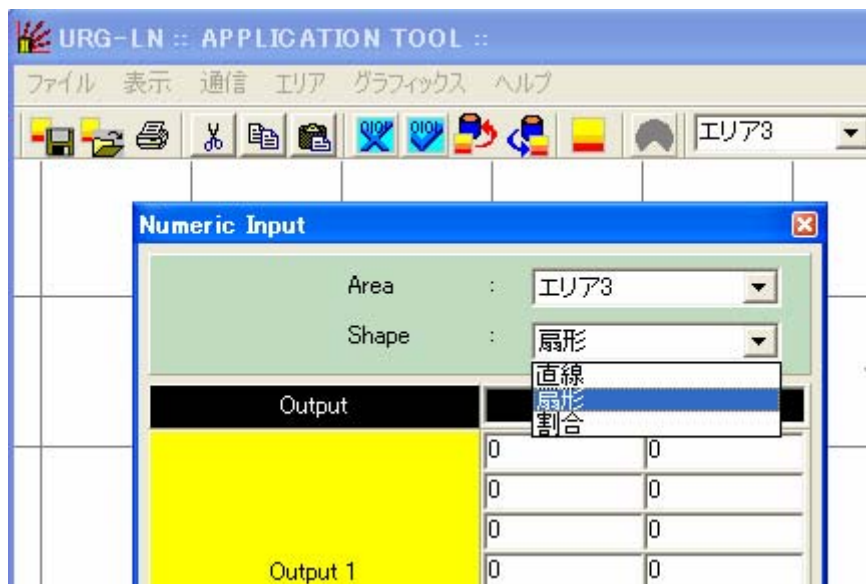 URG-LN :: APPLICATION TOOL ::
ファイル 表示 通信 エリア グラフィックス ヘルプ
エリア3
Numeric Input
Area : エリア3
Shape : 扇形
直線
扇形
割合
Output
0 0
0 0
0 0
Output 1 0 0